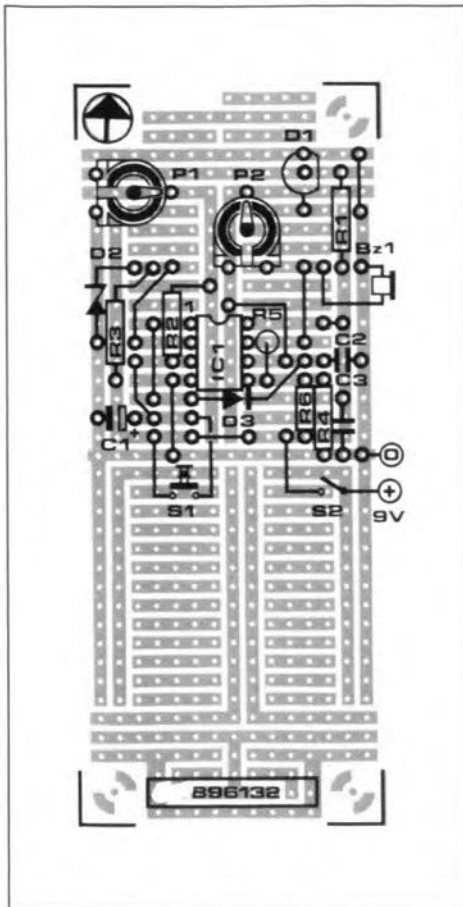 D1
P1 P2
R1
D2 Bz1
R3 R2 1 IC1 R5
C2
C3
R6 R4
C1 + D3
0
S1 S2 +
9V
896132